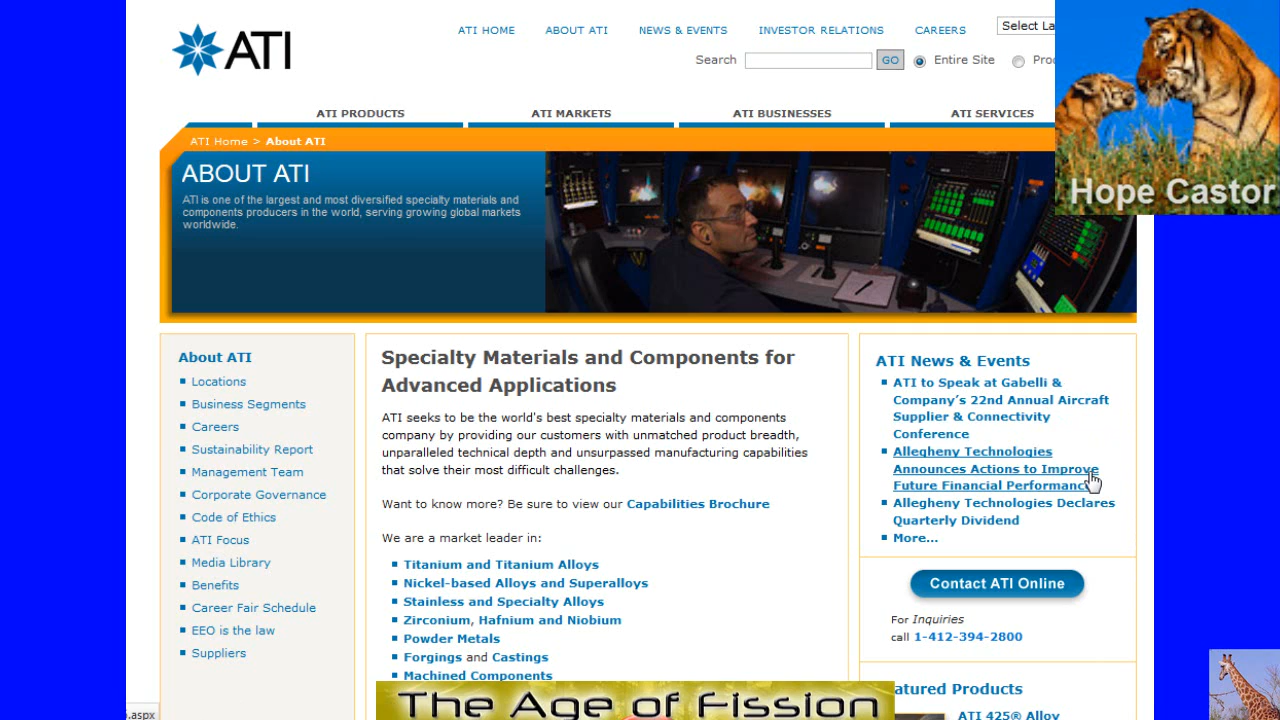 ATI
ATI HOME ABOUT ATI NEWS & EVENTS INVESTOR RELATIONS CAREERS Select La
Search GO Entire Site Prod
Hope Castor
ATI PRODUCTS ATI MARKETS ATI BUSINESSES ATI SERVICES
ATI Home > About ATI
ABOUT ATI
ATI is one of the largest and most diversified specialty materials and
components producers in the world, serving growing global markets
worldwide.
About ATI
Locations
Business Segments
Careers
Sustainability Report
Management Team
Corporate Governance
Code of Ethics
ATI Focus
Media Library
Benefits
Career Fair Schedule
EEO is the law
Suppliers
Specialty Materials and Components for
Advanced Applications
ATI seeks to be the world's best specialty materials and components
company by providing our customers with unmatched product breadth,
unparalleled technical depth and unsurpassed manufacturing capabilities
that solve their most difficult challenges.
Want to know more? Be sure to view our Capabilities Brochure
We are a market leader in:
Titanium and Titanium Alloys
Nickel-based Alloys and Superalloys
Stainless and Specialty Alloys
Zirconium, Hafnium and Niobium
Powder Metals
Forgings and Castings
Machined Components
ATI News & Events
ATI to Speak at Gabelli &
Company's 22nd Annual Aircraft
Supplier & Connectivity
Conference
Allegheny Technologies
Announces Actions to Improve
Future Financial Performanc
Allegheny Technologies Declares
Quarterly Dividend
More...
Contact ATI Online
For Inquiries
call 1-412-394-2800
atured Products
ATI 425® Alloy
The Age of Fission
.aspx